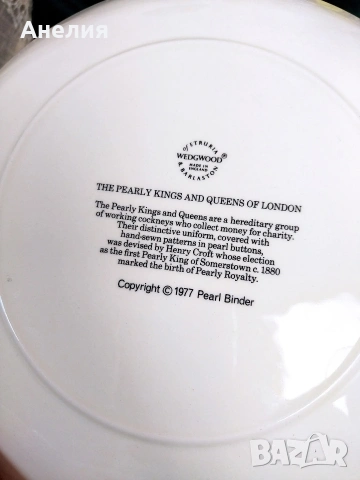 Анелия
OF ETRURIA
WEDGWOOD®
MADE IN
ENGLAND
& BARLASTON
THE PEARLY KINGS AND QUEENS OF LONDON
The Pearly Kings and Queens are a hereditary group
of working cockneys who collect money for charity.
Their distinctive uniform, covered with
hand-sewn patterns in pearl buttons,
was devised by Henry Croft whose election
as the first Pearly King of Somerstown c. 1880
marked the birth of Pearly Royalty.
Copyright © 1977 Pearl Binder
BAZAR